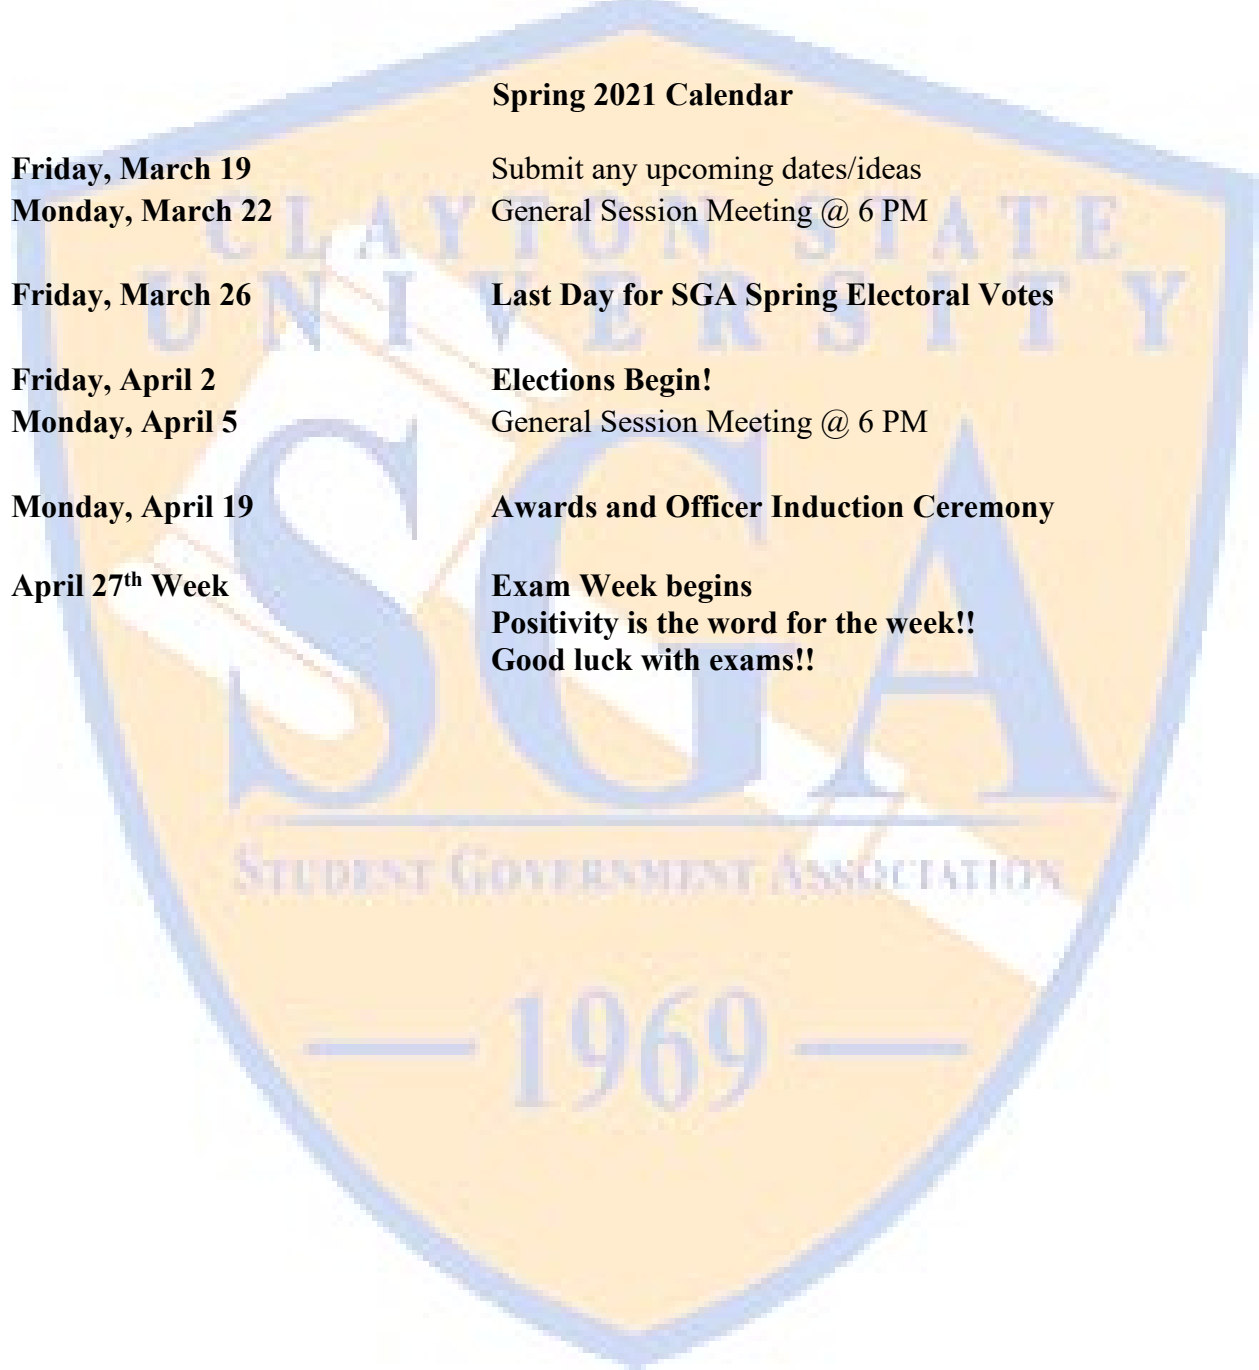 Spring 2021 Calendar
Friday, March 19 Submit any upcoming dates/ideas
Monday, March 22 General Session Meeting @ 6 PM
CLAYTON STATE
UNIVERSITY
Friday, March 26 Last Day for SGA Spring Electoral Votes
Friday, April 2 Elections Begin!
Monday, April 5 General Session Meeting @ 6 PM
SGA
Monday, April 19 Awards and Officer Induction Ceremony
April 27th Week Exam Week begins
Positivity is the word for the week!!
Good luck with exams!!
STUDENT GOVERNMENT ASSOCIATION
1969